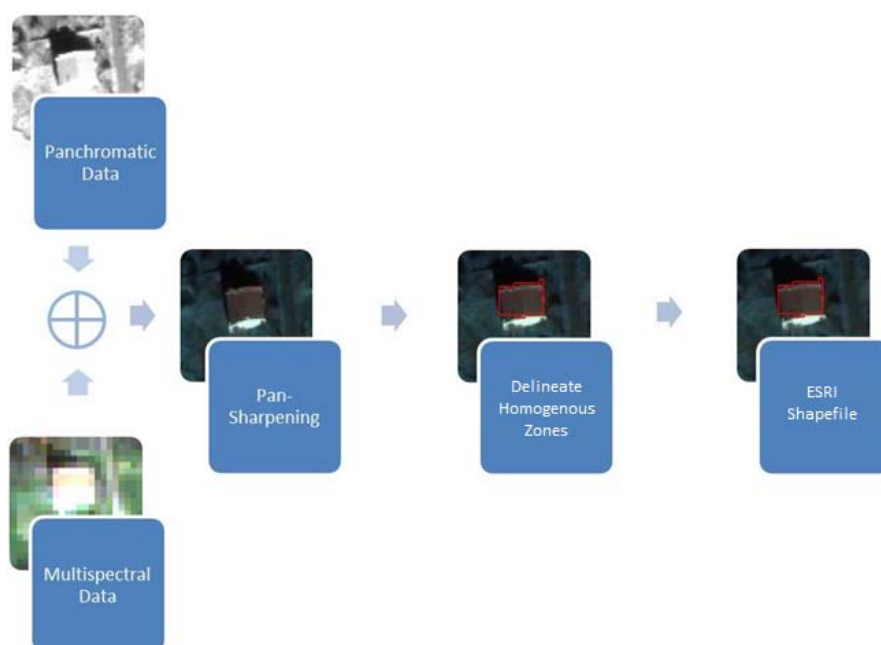 Panchromatic
Data
Pan-
Sharpening
Delineate
Homogenous
Zones
ESRI
Shapefile
Multispectral
Data